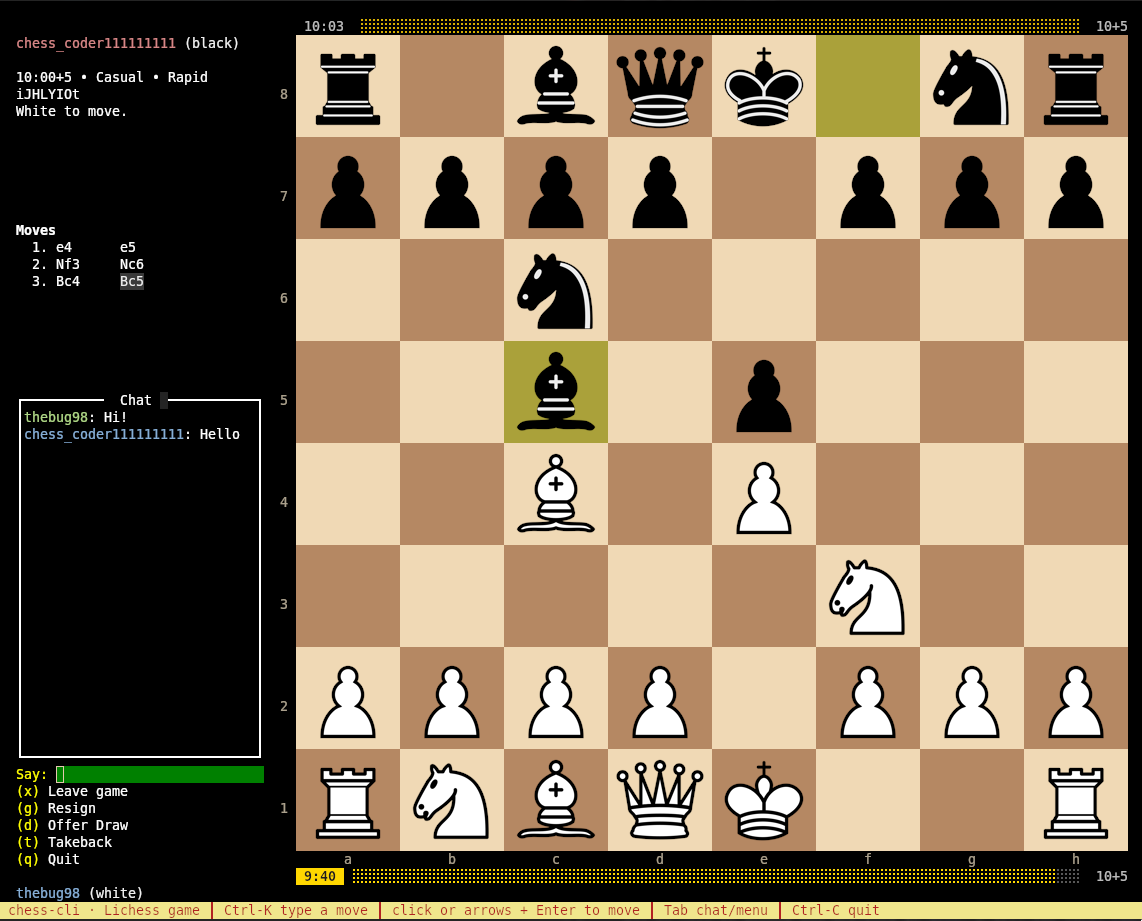 10:03 10+5
chess_coder111111111 (black)
10:00+5 • Casual • Rapid
iJHLYIOt
White to move.
Moves
1. e4 e5
2. Nf3 Nc6
3. Bc4 Bc5
Chat
thebug98: Hi!
chess_coder111111111: Hello
Say:
(x) Leave game
(g) Resign
(d) Offer Draw
(t) Takeback
(q) Quit
thebug98 (white)
8
7
6
5
4
3
2
1
a b c d e f g h
9:40 10+5
chess-cli · Lichess game Ctrl-K type a move click or arrows + Enter to move Tab chat/menu Ctrl-C quit